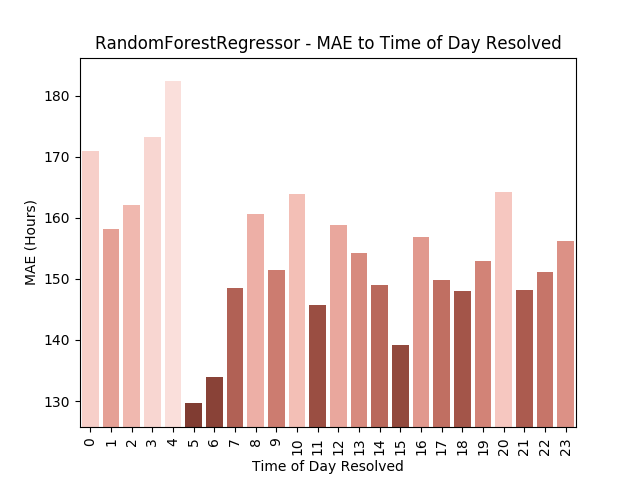 RandomForestRegressor - MAE to Time of Day Resolved
MAE (Hours)
180
170
160
150
140
130
0 1 2 3 4 5 6 7 8 9 10 11 12 13 14 15 16 17 18 19 20 21 22 23
Time of Day Resolved